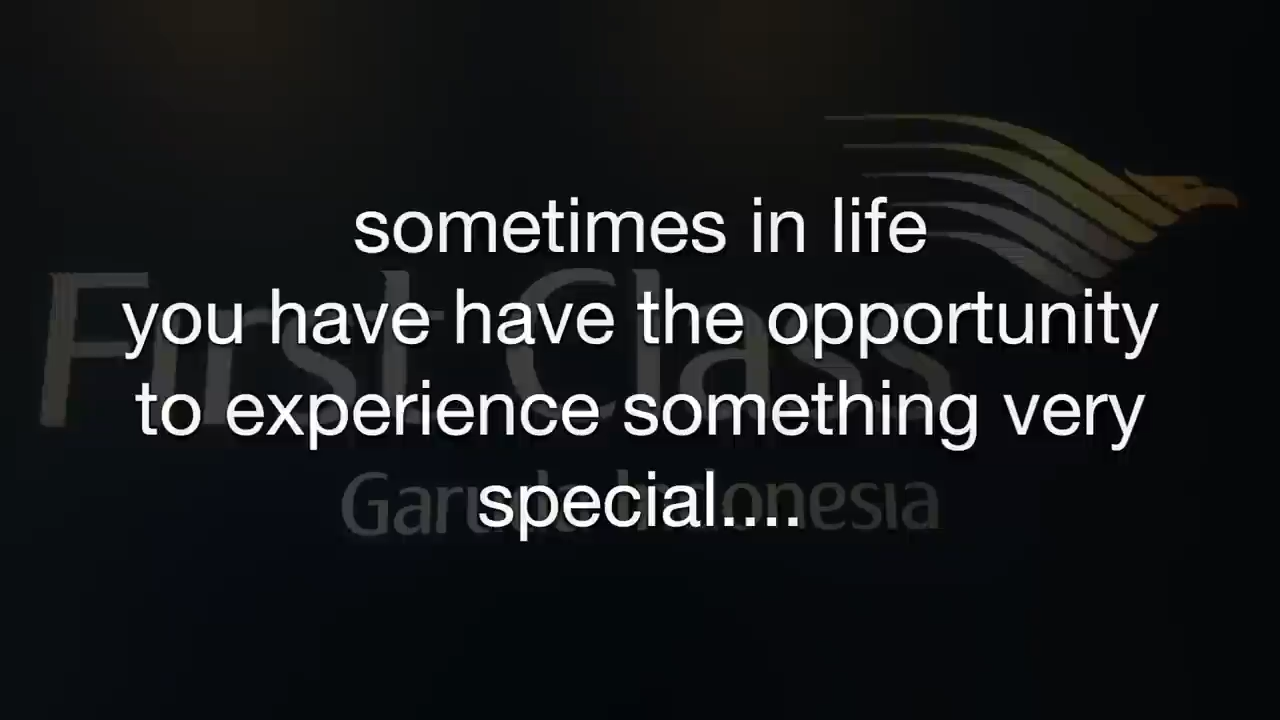 sometimes in life
you have have the opportunity
to experience something very
special....
First Class
Garuda Indonesia